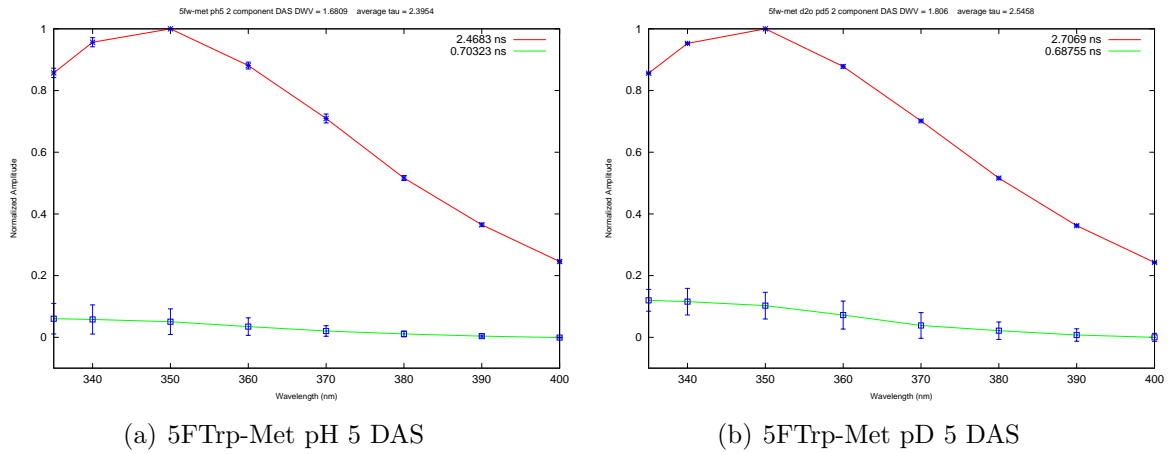 5fw-met ph5 2 component DAS DWV = 1.6809 average tau = 2.3954
2.4683 ns
0.70323 ns
1
0.8
0.6
0.4
0.2
0
Normalized Amplitude
340 350 360 370 380 390 400
Wavelength (nm)
(a) 5FTrp-Met pH 5 DAS
5fw-met d2o pd5 2 component DAS DWV = 1.806 average tau = 2.5458
2.7069 ns
0.68755 ns
1
0.8
0.6
0.4
0.2
0
Normalized Amplitude
340 350 360 370 380 390 400
Wavelength (nm)
(b) 5FTrp-Met pD 5 DAS